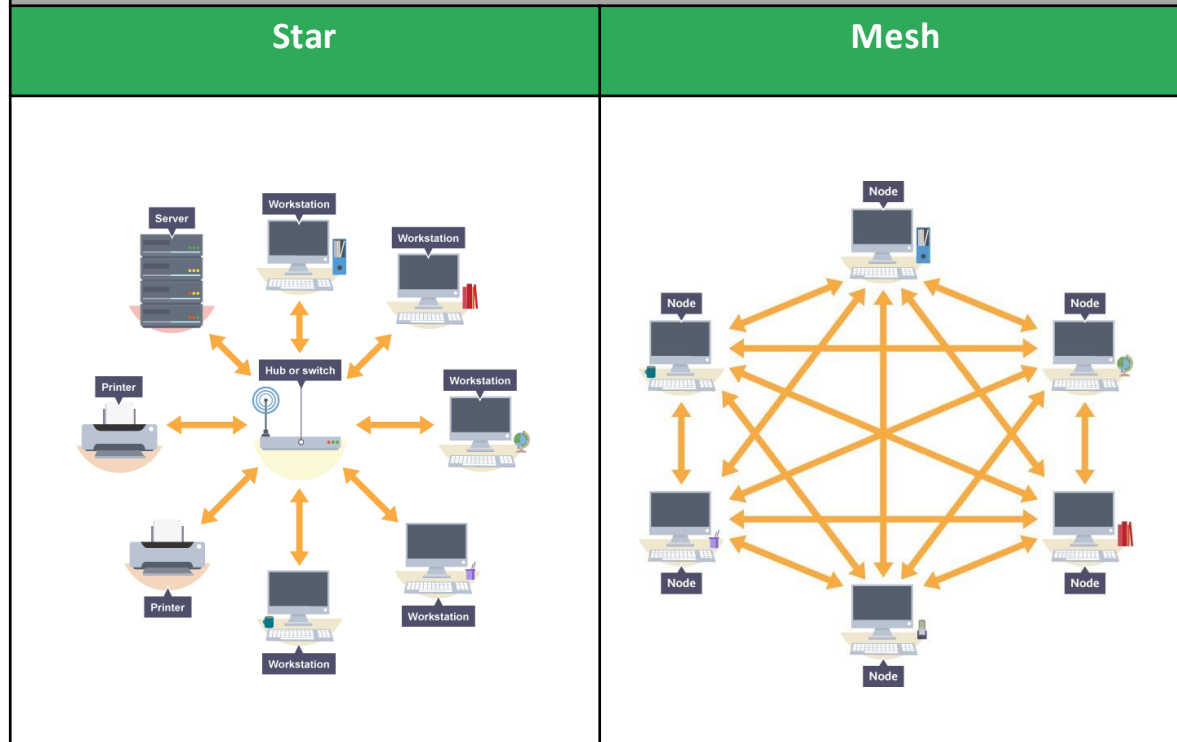 Star
Mesh
Server
Workstation
Workstation
Hub or switch
Printer
Workstation
Printer
Workstation
Workstation
Node
Node
Node
Node
Node
Node